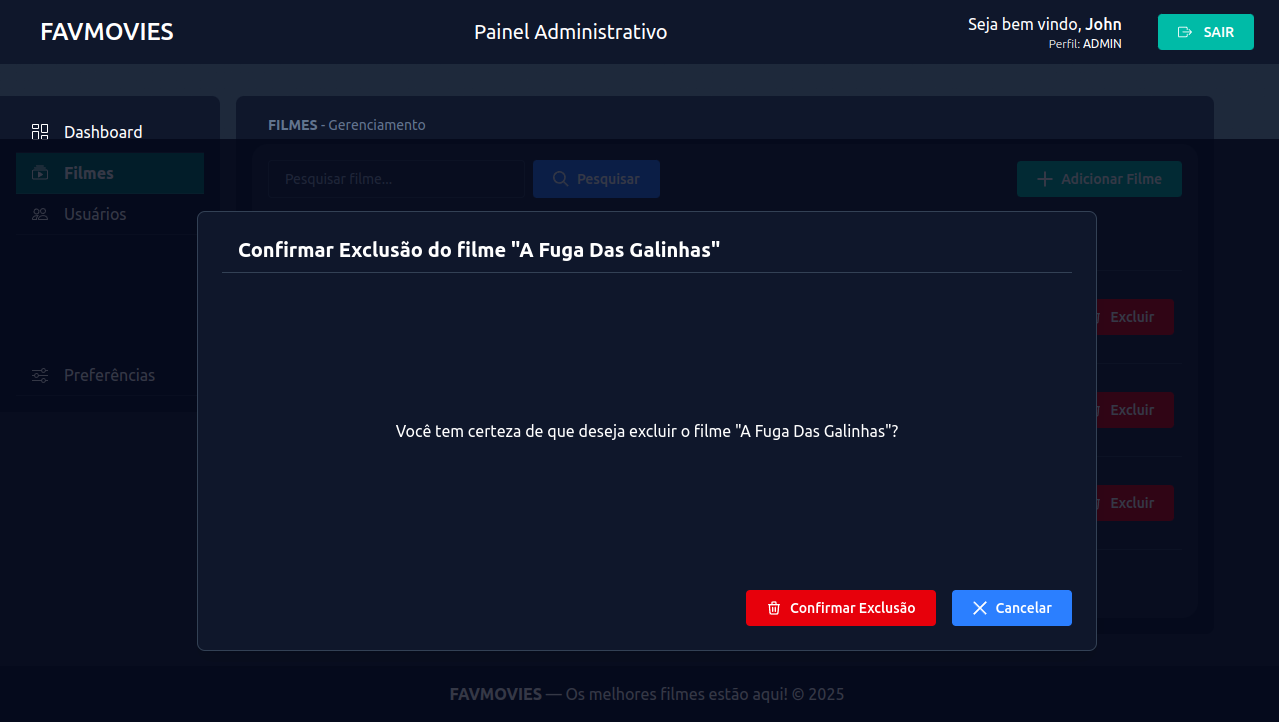 FAVMOVIES
Painel Administrativo
Seja bem vindo, John
Perfil: ADMIN
SAIR
Dashboard
Filmes
Usuários
Preferências
FILMES - Gerenciamento
Pesquisar filme...
Pesquisar
Adicionar Filme
Excluir
Excluir
Excluir
Confirmar Exclusão do filme "A Fuga Das Galinhas"
Você tem certeza de que deseja excluir o filme "A Fuga Das Galinhas"?
Confirmar Exclusão
Cancelar
FAVMOVIES — Os melhores filmes estão aqui! © 2025